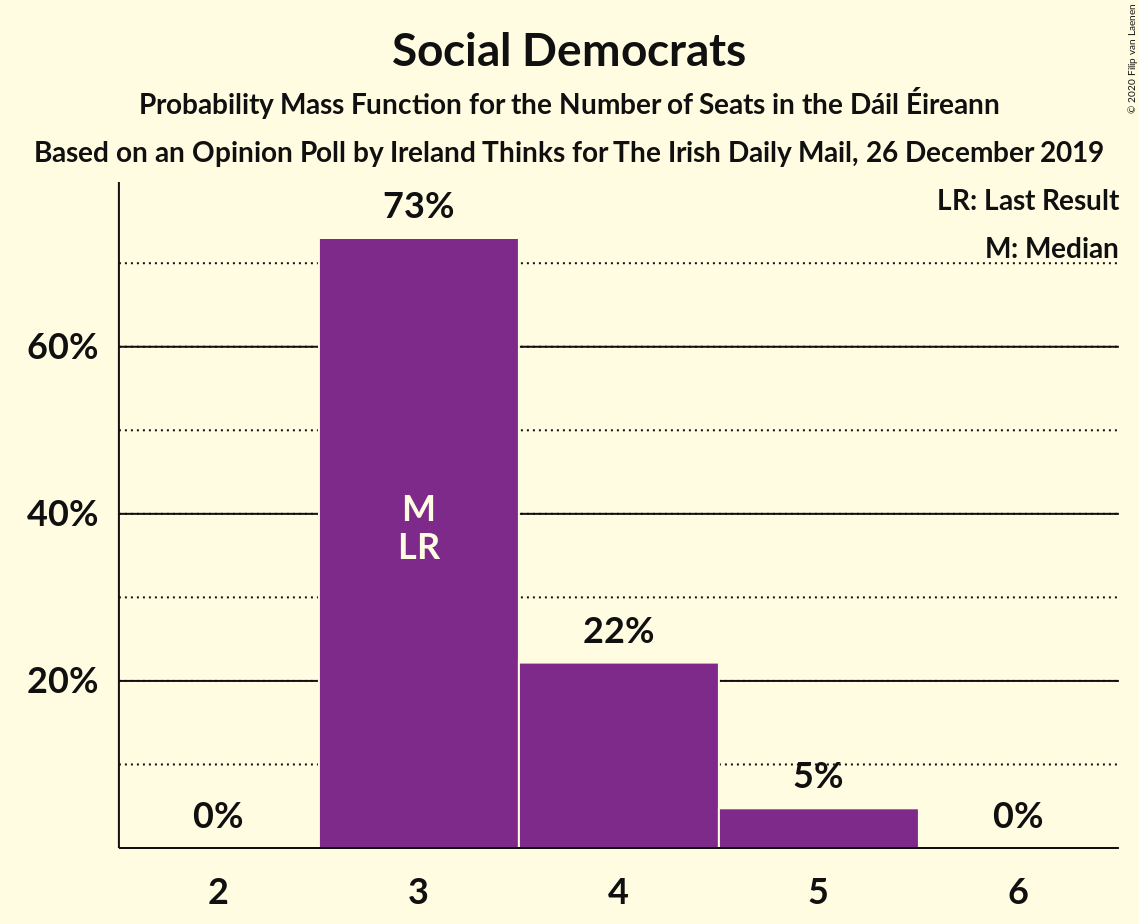 Social Democrats
Probability Mass Function for the Number of Seats in the Dáil Éireann
Based on an Opinion Poll by Ireland Thinks for The Irish Daily Mail, 26 December 2019
© 2020 Filip van Laenen
LR: Last Result
M: Median
73%
60%
40%
20%
M
LR
22%
5%
0%
0%
2
3
4
5
6